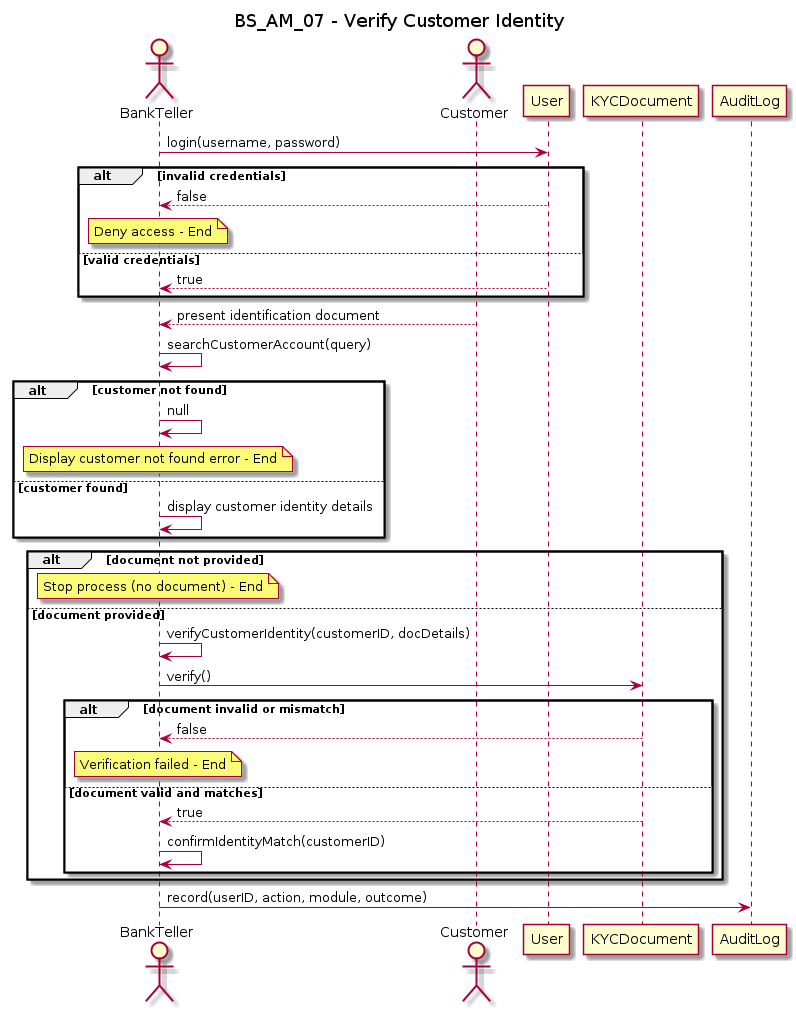 BS_AM_07 - Verify Customer Identity
BankTeller
Customer
User
KYCDocument
AuditLog
login(username, password)
alt
[invalid credentials]
false
Deny access - End
[valid credentials]
true
present identification document
searchCustomerAccount(query)
alt
[customer not found]
null
Display customer not found error - End
[customer found]
display customer identity details
alt
[document not provided]
Stop process (no document) - End
[document provided]
verifyCustomerIdentity(customerID, docDetails)
verify()
alt
[document invalid or mismatch]
false
Verification failed - End
[document valid and matches]
true
confirmIdentityMatch(customerID)
record(userID, action, module, outcome)
BankTeller
Customer
User
KYCDocument
AuditLog